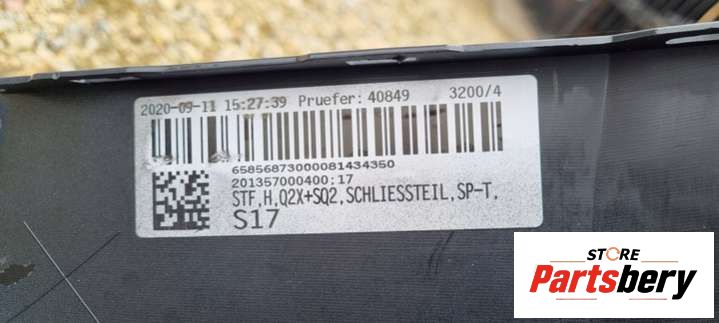 2020-09-11 15:27:39 Pruefer: 40849 3200/4
65856873000081434350
201357000400;17
STF,H,Q2X+SQ2,SCHLIESSTEIL,SP-T,
S17
STORE
Partsbery